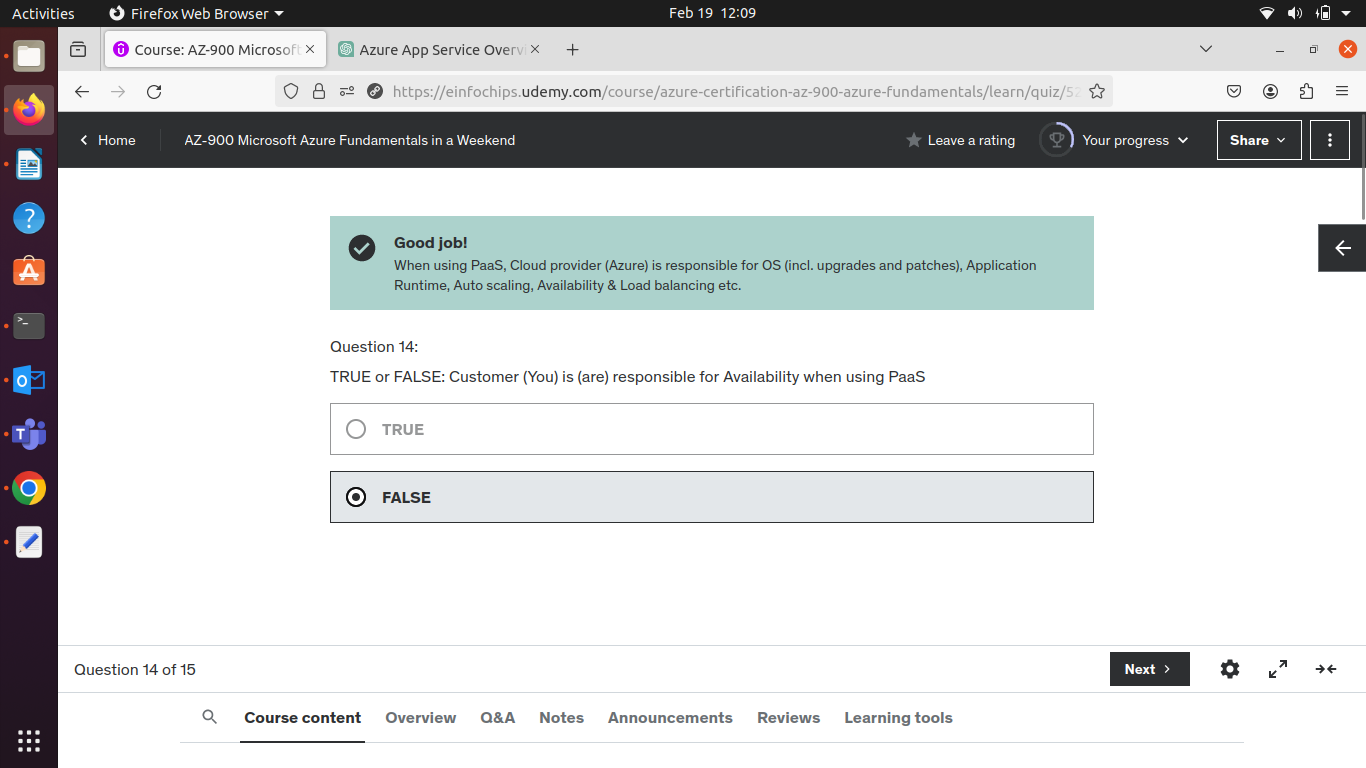 Activities
Firefox Web Browser
Feb 19 12:09
Course: AZ-900 Microsoft
Azure App Service Overv
https://einfochips.udemy.com/course/azure-certification-az-900-azure-fundamentals/learn/quiz/52
Home
AZ-900 Microsoft Azure Fundamentals in a Weekend
Leave a rating
Your progress
Share
Good job!
When using PaaS, Cloud provider (Azure) is responsible for OS (incl. upgrades and patches), Application
Runtime, Auto scaling, Availability & Load balancing etc.
Question 14:
TRUE or FALSE: Customer (You) is (are) responsible for Availability when using PaaS
TRUE
FALSE
Question 14 of 15
Next
Course content
Overview
Q&A
Notes
Announcements
Reviews
Learning tools